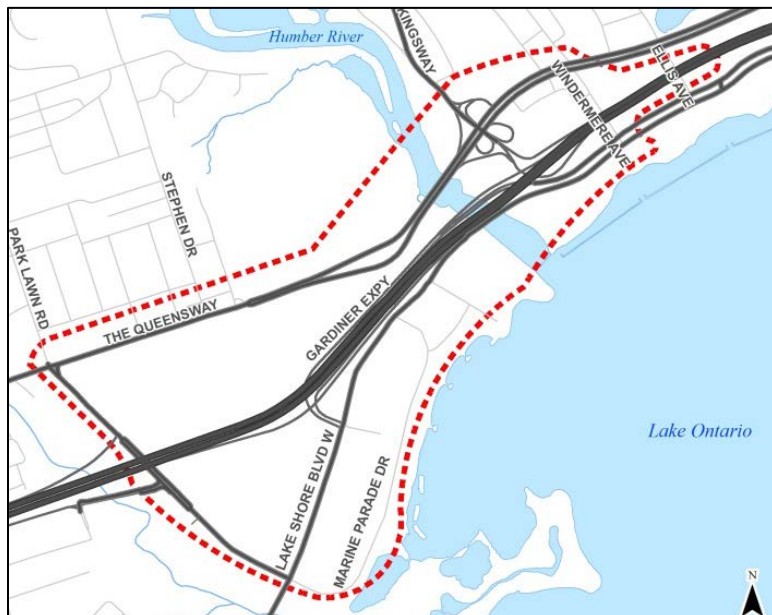 Humber River
KINGSWAY
ELLIS AVE
WINDERMERE AVE
STEPHEN DR
PARK LAWN RD
THE QUEENSWAY
GARDINER EXPY
Lake Ontario
LAKE SHORE BLVD W
MARINE PARADE DR
N